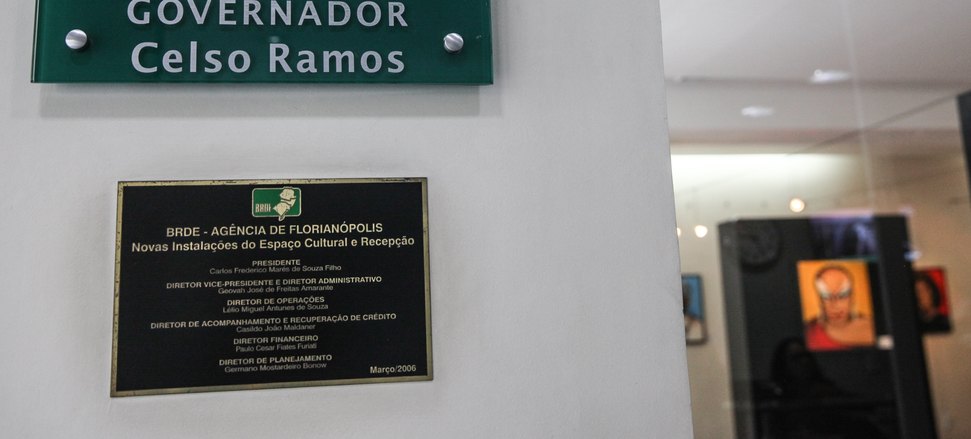 GOVERNADOR
Celso Ramos
BRDE
BRDE - AGÊNCIA DE FLORIANÓPOLIS
Novas Instalações do Espaço Cultural e Recepção
PRESIDENTE
Carlos Frederico Marés de Souza Filho
DIRETOR VICE-PRESIDENTE E DIRETOR ADMINISTRATIVO
Geovah José de Freitas Amarante
DIRETOR DE OPERAÇÕES
Lélio Miguel Antunes de Souza
DIRETOR DE ACOMPANHAMENTO E RECUPERAÇÃO DE CRÉDITO
Casildo João Maldaner
DIRETOR FINANCEIRO
Paulo Cesar Fiates Furiati
DIRETOR DE PLANEJAMENTO
Germano Mostardeiro Bonow
Março/2006